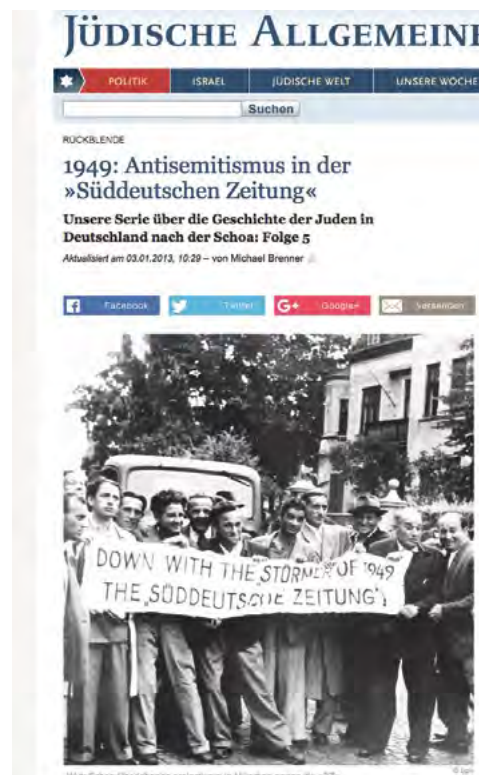 JÜDISCHE ALLGEMEINE
POLITIK ISRAEL JÜDISCHE WELT UNSERE WOCHE
Suchen
RÜCKBLENDE
1949: Antisemitismus in der
»Süddeutschen Zeitung«
Unsere Serie über die Geschichte der Juden in
Deutschland nach der Schoa: Folge 5
Aktualisiert am 03.01.2013, 10:29 – von Michael Brenner
Facebook Twitter G+ Google+ Versenden
DOWN WITH THE „STÜRMER" OF 1949
THE „SÜDDEUTSCHE ZEITUNG"!